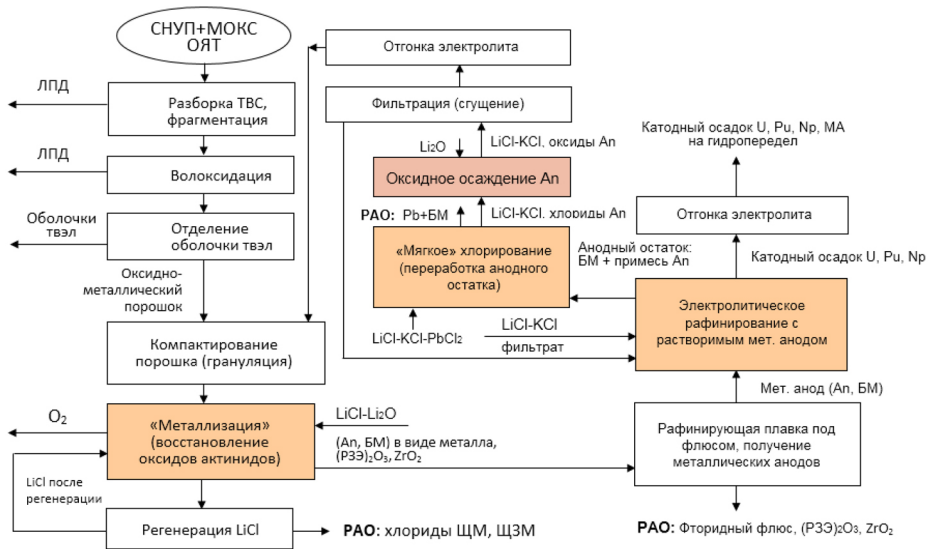 СНУП+МОКС
ОЯТ
ЛПД
Разборка ТВС,
фрагментация
ЛПД
Волоксидация
Оболочки
твэл
Отделение
оболочки твэл
Оксидно-
металлический
порошок
Компактирование
порошка (грануляция)
O₂
«Металлизация»
(восстановление
оксидов актинидов)
LiCl–Li₂O
(An, БМ) в виде металла,
(РЗЭ)₂O₃, ZrO₂
LiCl после
регенерации
Регенерация LiCl
РАО: хлориды ЩМ, ЩЗМ
Отгонка электролита
Фильтрация (сгущение)
Li₂O
LiCl-KCl, оксиды An
Оксидное осаждение An
РАО: Pb+БМ
LiCl-KCl. хлориды An
«Мягкое» хлорирование
(переработка анодного
остатка)
Анодный остаток:
БМ + примесь An
LiCl-KCl-PbCl₂
LiCl-KCl
фильтрат
Катодный осадок U, Pu, Np, МА
на гидропередел
Отгонка электролита
Катодный осадок U, Pu, Np
Электролитическое
рафинирование с
растворимым мет. анодом
Мет. анод (An, БМ)
Рафинирующая плавка под
флюсом, получение
металлических анодов
РАО: Фторидный флюс, (РЗЭ)₂O₃, ZrO₂